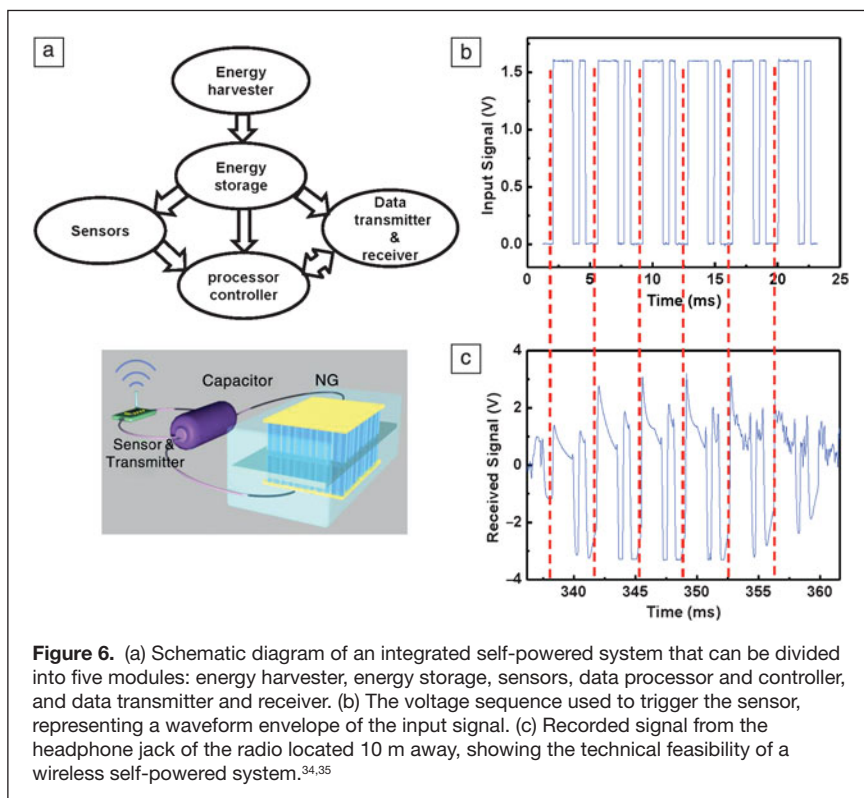 a
Energy
harvester
Energy
storage
Sensors
Data
transmitter
&
receiver
processor
controller
Capacitor
NG
Sensor &
Transmitter
b
Input Signal (V)
1.5
1.0
0.5
0.0
0 5 10 15 20 25
Time (ms)
c
Received Signal (V)
4
2
0
−2
−4
340 345 350 355 360
Time (ms)
Figure 6. (a) Schematic diagram of an integrated self-powered system that can be divided
into five modules: energy harvester, energy storage, sensors, data processor and controller,
and data transmitter and receiver. (b) The voltage sequence used to trigger the sensor,
representing a waveform envelope of the input signal. (c) Recorded signal from the
headphone jack of the radio located 10 m away, showing the technical feasibility of a
wireless self-powered system.34,35